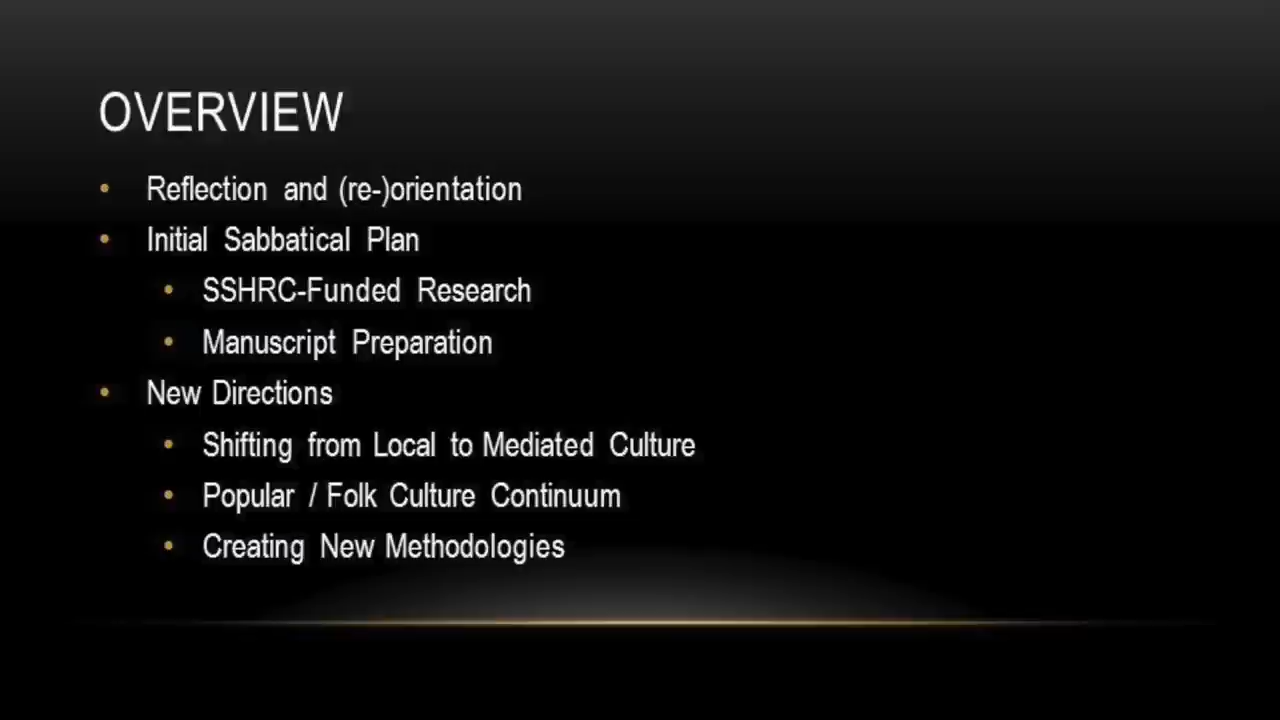 OVERVIEW
• Reflection and (re-)orientation
• Initial Sabbatical Plan
• SSHRC-Funded Research
• Manuscript Preparation
• New Directions
• Shifting from Local to Mediated Culture
• Popular / Folk Culture Continuum
• Creating New Methodologies